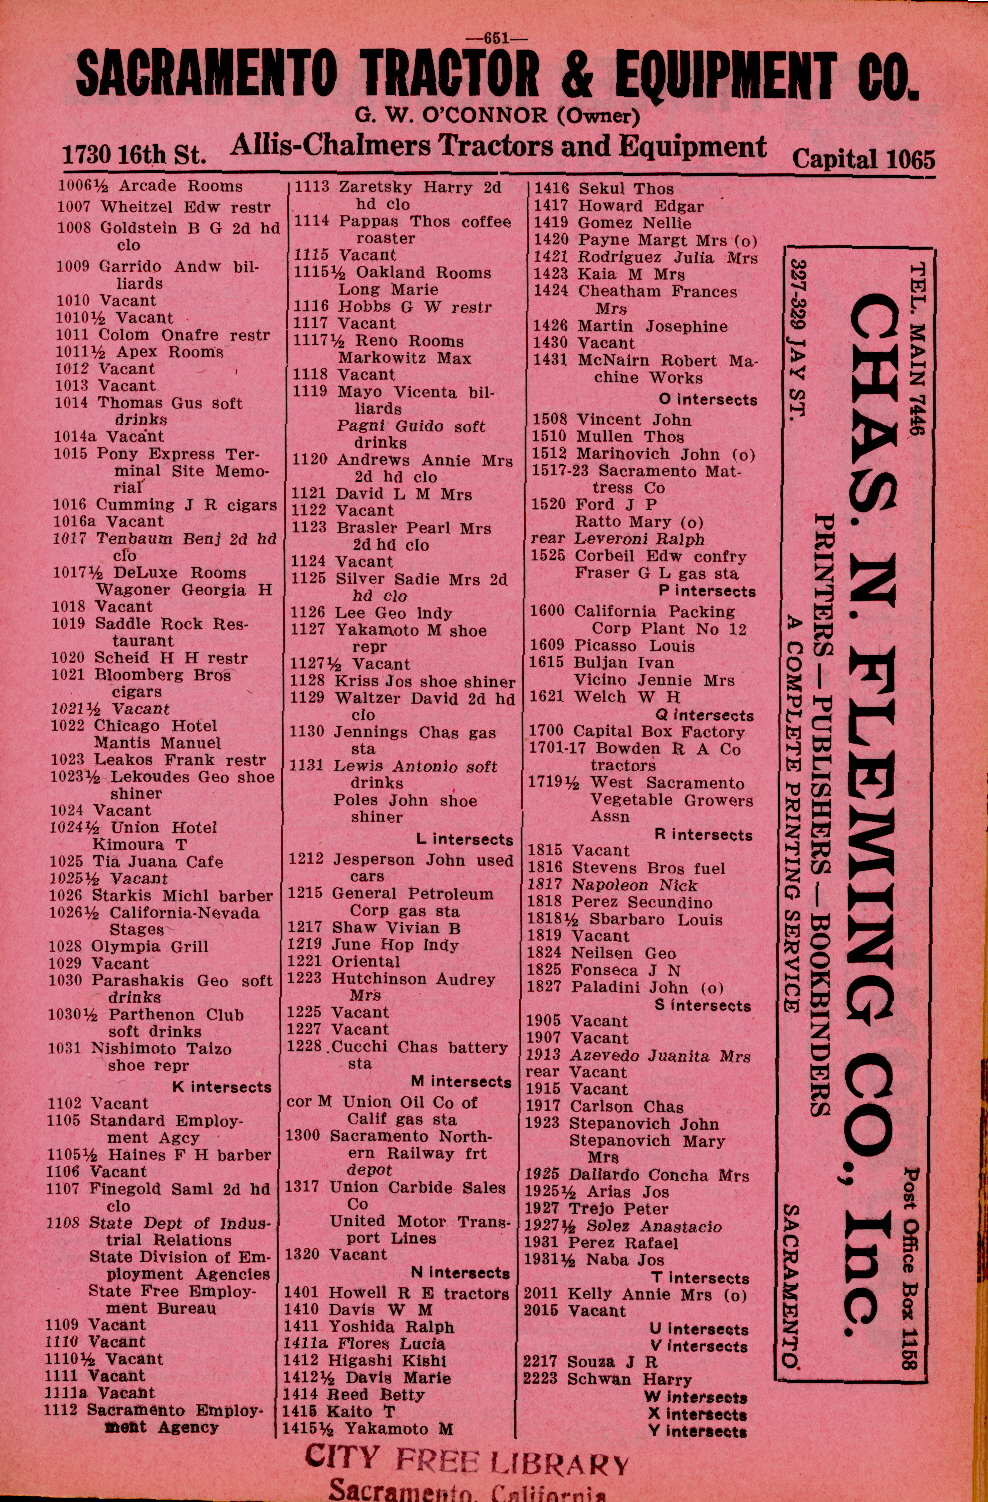 —651—
SACRAMENTO TRACTOR & EQUIPMENT CO.
G. W. O'CONNOR (Owner)
1730 16th St. Allis-Chalmers Tractors and Equipment Capital 1065
1006½ Arcade Rooms
1007 Wheitzel Edw restr
1008 Goldstein B G 2d hd
clo
1009 Garrido Andw bil-
liards
1010 Vacant
1010½ Vacant
1011 Colom Onafre restr
1011½ Apex Rooms
1012 Vacant
1013 Vacant
1014 Thomas Gus soft
drinks
1014a Vacant
1015 Pony Express Ter-
minal Site Memo-
rial
1016 Cumming J R cigars
1016a Vacant
1017 Tenbaum Benj 2d hd
clo
1017½ DeLuxe Rooms
Wagoner Georgia H
1018 Vacant
1019 Saddle Rock Res-
taurant
1020 Scheid H H restr
1021 Bloomberg Bros
cigars
1021½ Vacant
1022 Chicago Hotel
Mantis Manuel
1023 Leakos Frank restr
1023½ Lekoudes Geo shoe
shiner
1024 Vacant
1024½ Union Hotel
Kimoura T
1025 Tia Juana Cafe
1025½ Vacant
1026 Starkis Michl barber
1026½ California-Nevada
Stages
1028 Olympia Grill
1029 Vacant
1030 Parashakis Geo soft
drinks
1030½ Parthenon Club
soft drinks
1031 Nishimoto Taizo
shoe repr
K intersects
1102 Vacant
1105 Standard Employ-
ment Agcy
1105½ Haines F H barber
1106 Vacant
1107 Finegold Saml 2d hd
clo
1108 State Dept of Indus-
trial Relations
State Division of Em-
ployment Agencies
State Free Employ-
ment Bureau
1109 Vacant
1110 Vacant
1110½ Vacant
1111 Vacant
1111a Vacant
1112 Sacramento Employ-
ment Agency
1113 Zaretsky Harry 2d
hd clo
1114 Pappas Thos coffee
roaster
1115 Vacant
1115½ Oakland Rooms
Long Marie
1116 Hobbs G W restr
1117 Vacant
1117½ Reno Rooms
Markowitz Max
1118 Vacant
1119 Mayo Vicenta bil-
liards
Pagni Guido soft
drinks
1120 Andrews Annie Mrs
2d hd clo
1121 David L M Mrs
1122 Vacant
1123 Brasler Pearl Mrs
2d hd clo
1124 Vacant
1125 Silver Sadie Mrs 2d
hd clo
1126 Lee Geo lndy
1127 Yakamoto M shoe
repr
1127½ Vacant
1128 Kriss Jos shoe shiner
1129 Waltzer David 2d hd
clo
1130 Jennings Chas gas
sta
1131 Lewis Antonio soft
drinks
Poles John shoe
shiner
L intersects
1212 Jesperson John used
cars
1215 General Petroleum
Corp gas sta
1217 Shaw Vivian B
1219 June Hop lndy
1221 Oriental
1223 Hutchinson Audrey
Mrs
1225 Vacant
1227 Vacant
1228 Cucchi Chas battery
sta
M intersects
cor M Union Oil Co of
Calif gas sta
1300 Sacramento North-
ern Railway frt
depot
1317 Union Carbide Sales
Co
United Motor Trans-
port Lines
1320 Vacant
N intersects
1401 Howell R E tractors
1410 Davis W M
1411 Yoshida Ralph
1411a Flores Lucia
1412 Higashi Kishi
1412½ Davis Marie
1414 Reed Betty
1415 Kaito T
1415½ Yakamoto M
1416 Sekul Thos
1417 Howard Edgar
1419 Gomez Nellie
1420 Payne Margt Mrs (o)
1421 Rodriguez Julia Mrs
1423 Kaia M Mrs
1424 Cheatham Frances
Mrs
1426 Martin Josephine
1430 Vacant
1431 McNairn Robert Ma-
chine Works
O intersects
1508 Vincent John
1510 Mullen Thos
1512 Marinovich John (o)
1517-23 Sacramento Mat-
tress Co
1520 Ford J P
Ratto Mary (o)
rear Leveroni Ralph
1525 Corbeil Edw confry
Fraser G L gas sta
P intersects
1600 California Packing
Corp Plant No 12
1609 Picasso Louis
1615 Buljan Ivan
Vicino Jennie Mrs
1621 Welch W H
Q intersects
1700 Capital Box Factory
1701-17 Bowden R A Co
tractors
1719½ West Sacramento
Vegetable Growers
Assn
R intersects
1815 Vacant
1816 Stevens Bros fuel
1817 Napoleon Nick
1818 Perez Secundino
1818½ Sbarbaro Louis
1819 Vacant
1824 Neilsen Geo
1825 Fonseca J N
1827 Paladini John (o)
S intersects
1905 Vacant
1907 Vacant
1913 Azevedo Juanita Mrs
rear Vacant
1915 Vacant
1917 Carlson Chas
1923 Stepanovich John
Stepanovich Mary
Mrs
1925 Dallardo Concha Mrs
1925½ Arias Jos
1927 Trejo Peter
1927½ Solez Anastacio
1931 Perez Rafael
1931½ Naba Jos
T intersects
2011 Kelly Annie Mrs (o)
2015 Vacant
U intersects
V intersects
2217 Souza J R
2223 Schwan Harry
W intersects
X intersects
Y intersects
TEL. MAIN 7446 Post Office Box 1158
CHAS. N. FLEMING CO., Inc.
PRINTERS — PUBLISHERS — BOOKBINDERS
327-329 JAY ST. A COMPLETE PRINTING SERVICE SACRAMENTO
CITY FREE LIBRARY
Sacramento, California